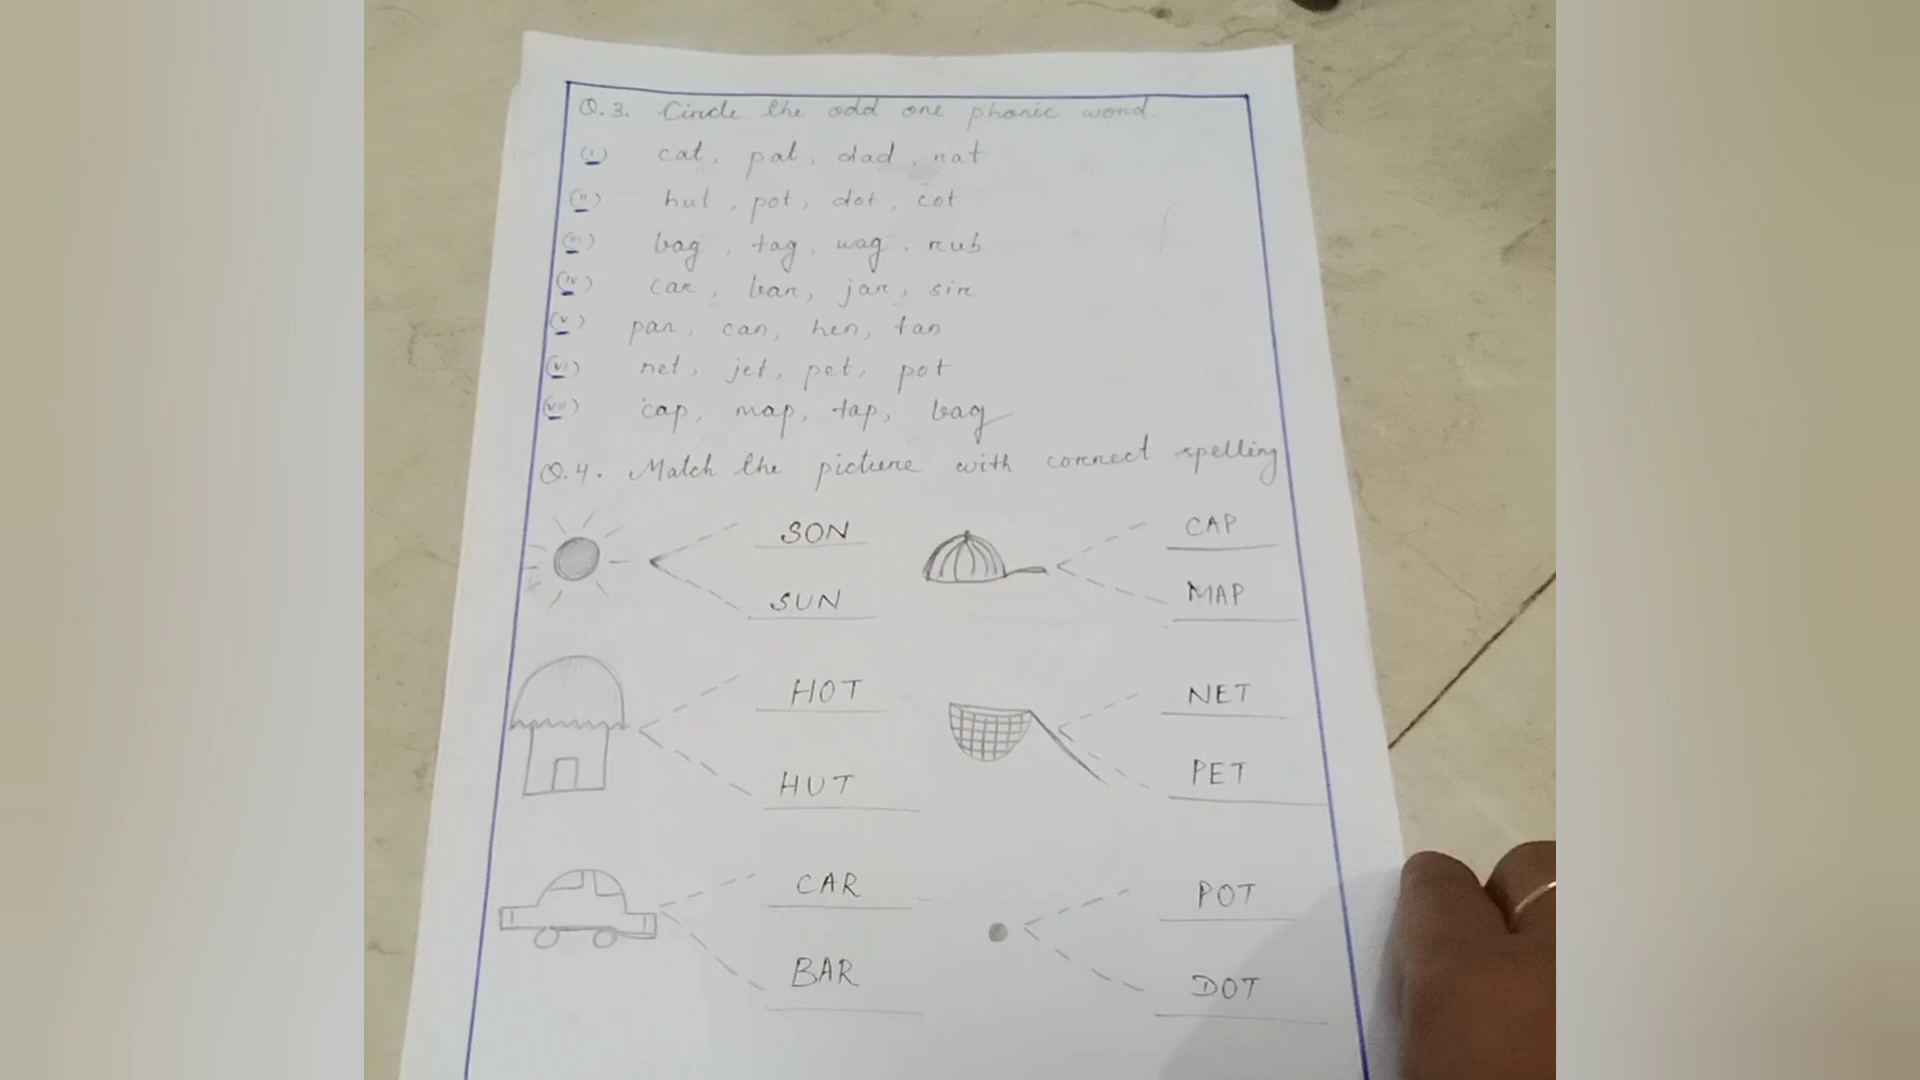 Q.3. Circle the odd one phonic word.
(i) cat, pat, dad, rat
(ii) hut, pot, dot, cot
(iii) bag, tag, wag, rub
(iv) car, bar, jar, sir
(v) pan, can, hen, tan
(vi) net, jet, pet, pot
(vii) cap, map, tap, bag
Q.4. Match the picture with correct spelling
SON
SUN
CAP
MAP
HOT
HUT
NET
PET
CAR
BAR
POT
DOT